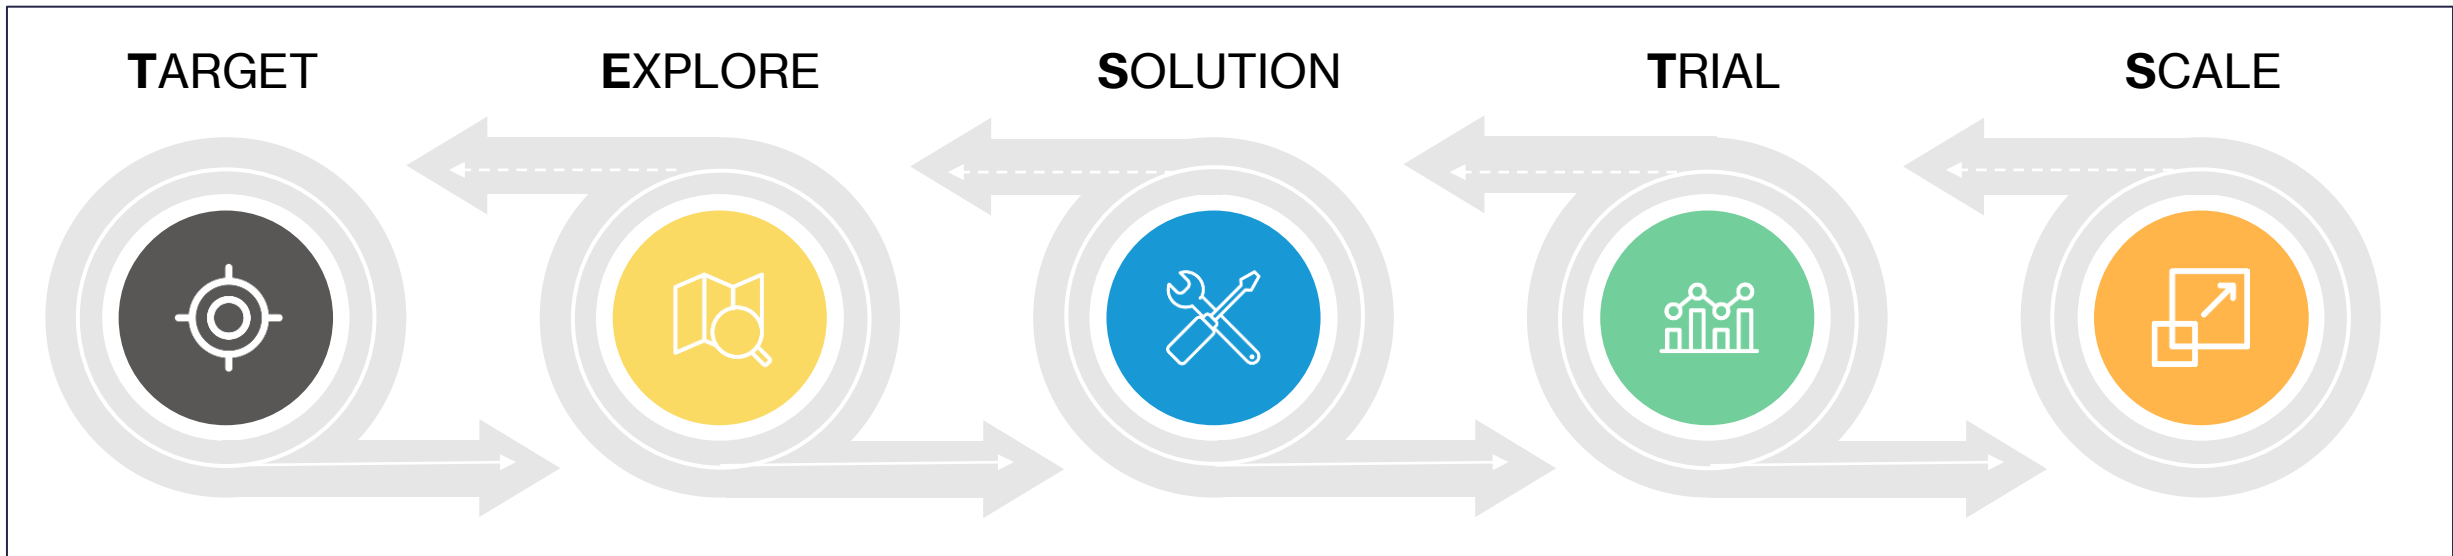 TARGET
EXPLORE
SOLUTION
TRIAL
SCALE